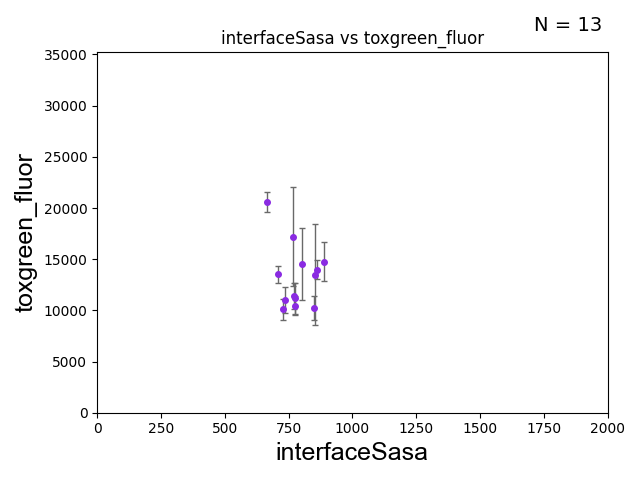 N = 13
interfaceSasa vs toxgreen_fluor
35000
30000
25000
20000
15000
10000
5000
0
toxgreen_fluor
0 250 500 750 1000 1250 1500 1750 2000
interfaceSasa